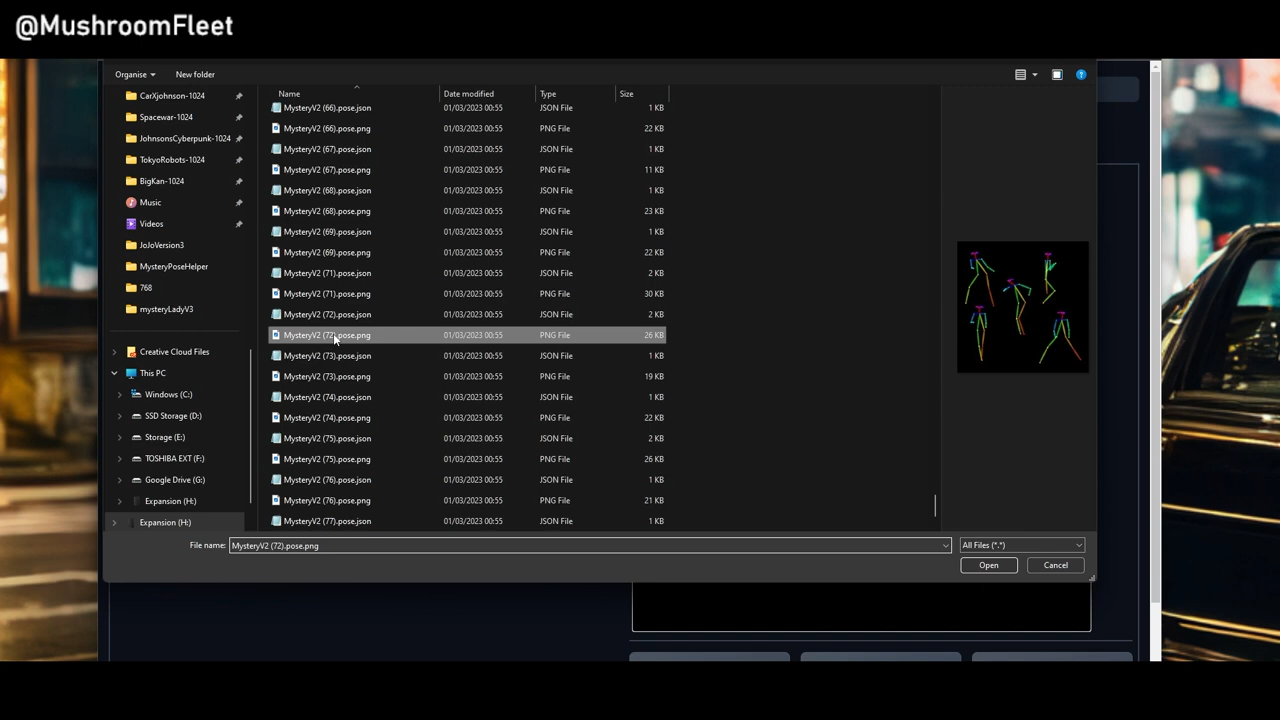 @MushroomFleet
Organise New folder
Name Date modified Type Size
CarXjohnson-1024
Spacewar-1024
JohnsonsCyberpunk-1024
TokyoRobots-1024
BigKan-1024
Music
Videos
JoJoVersion3
MysteryPoseHelper
768
mysteryLadyV3
Creative Cloud Files
This PC
Windows (C:)
SSD Storage (D:)
Storage (E:)
TOSHIBA EXT (F:)
Google Drive (G:)
Expansion (H:)
Expansion (H:)
MysteryV2 (66).pose.json 01/03/2023 00:55 JSON File 1 KB
MysteryV2 (66).pose.png 01/03/2023 00:55 PNG File 22 KB
MysteryV2 (67).pose.json 01/03/2023 00:55 JSON File 1 KB
MysteryV2 (67).pose.png 01/03/2023 00:55 PNG File 11 KB
MysteryV2 (68).pose.json 01/03/2023 00:55 JSON File 1 KB
MysteryV2 (68).pose.png 01/03/2023 00:55 PNG File 23 KB
MysteryV2 (69).pose.json 01/03/2023 00:55 JSON File 1 KB
MysteryV2 (69).pose.png 01/03/2023 00:55 PNG File 22 KB
MysteryV2 (71).pose.json 01/03/2023 00:55 JSON File 2 KB
MysteryV2 (71).pose.png 01/03/2023 00:55 PNG File 30 KB
MysteryV2 (72).pose.json 01/03/2023 00:55 JSON File 2 KB
MysteryV2 (72).pose.png 01/03/2023 00:55 PNG File 26 KB
MysteryV2 (73).pose.json 01/03/2023 00:55 JSON File 1 KB
MysteryV2 (73).pose.png 01/03/2023 00:55 PNG File 19 KB
MysteryV2 (74).pose.json 01/03/2023 00:55 JSON File 1 KB
MysteryV2 (74).pose.png 01/03/2023 00:55 PNG File 22 KB
MysteryV2 (75).pose.json 01/03/2023 00:55 JSON File 2 KB
MysteryV2 (75).pose.png 01/03/2023 00:55 PNG File 26 KB
MysteryV2 (76).pose.json 01/03/2023 00:55 JSON File 1 KB
MysteryV2 (76).pose.png 01/03/2023 00:55 PNG File 21 KB
MysteryV2 (77).pose.json 01/03/2023 00:55 JSON File 1 KB
File name: MysteryV2 (72).pose.png All Files (*.*)
Open Cancel